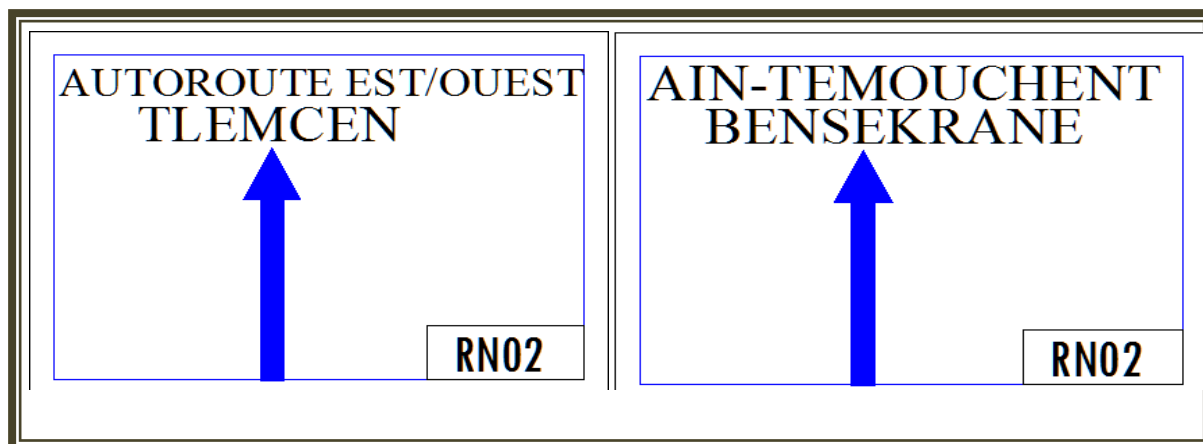 AUTOROUTE EST/OUEST
TLEMCEN
RN02
AIN-TEMOUCHENT
BENSEKRANE
RN02